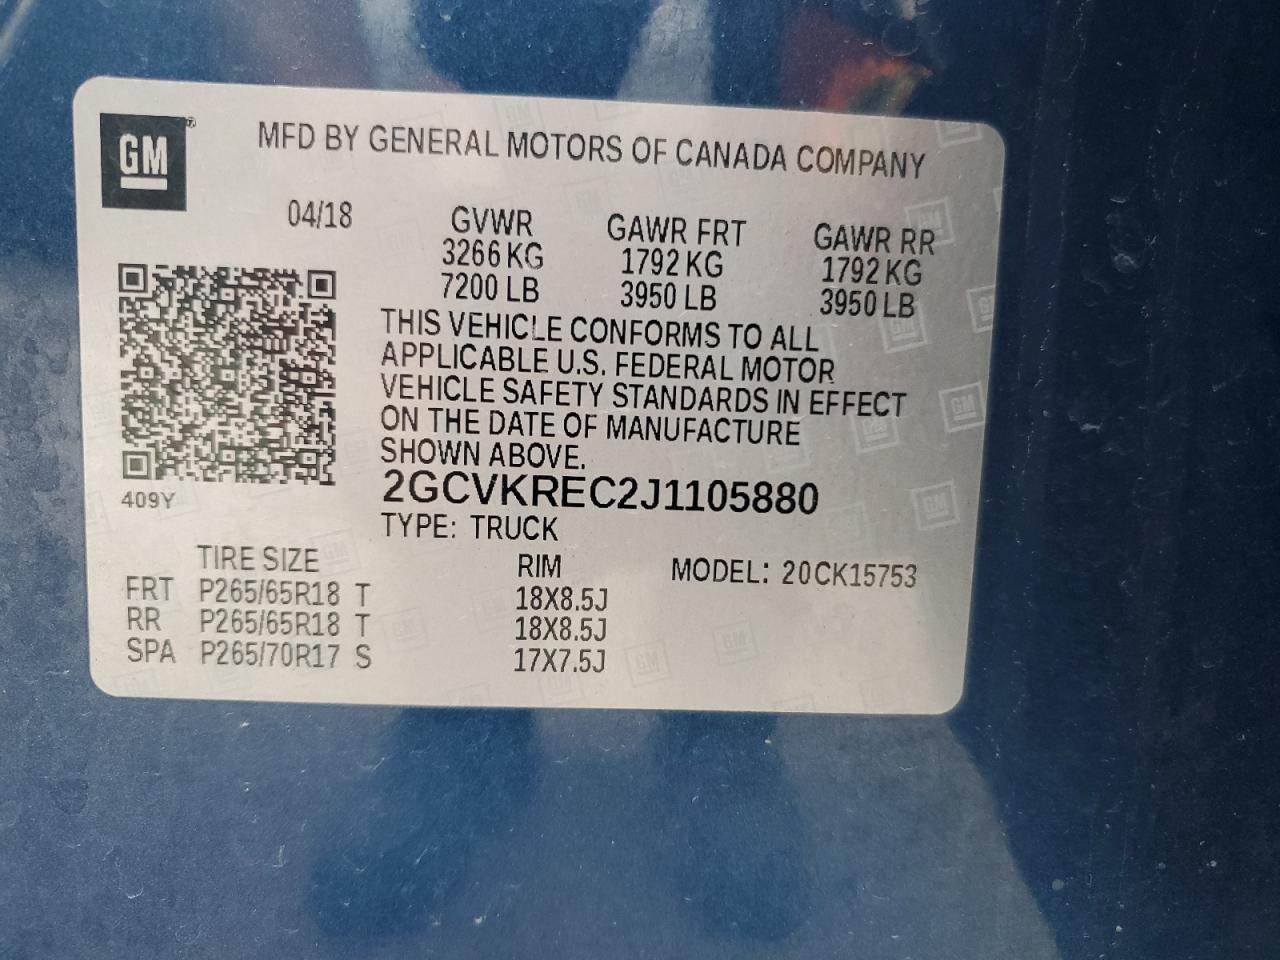 GM
MFD BY GENERAL MOTORS OF CANADA COMPANY
04/18 GVWR GAWR FRT GAWR RR
3266 KG 1792 KG 1792 KG
7200 LB 3950 LB 3950 LB
THIS VEHICLE CONFORMS TO ALL
APPLICABLE U.S. FEDERAL MOTOR
VEHICLE SAFETY STANDARDS IN EFFECT
ON THE DATE OF MANUFACTURE
SHOWN ABOVE.
409Y
2GCVKREC2J1105880
TYPE: TRUCK
TIRE SIZE RIM MODEL: 20CK15753
FRT P265/65R18 T 18X8.5J
RR P265/65R18 T 18X8.5J
SPA P265/70R17 S 17X7.5J